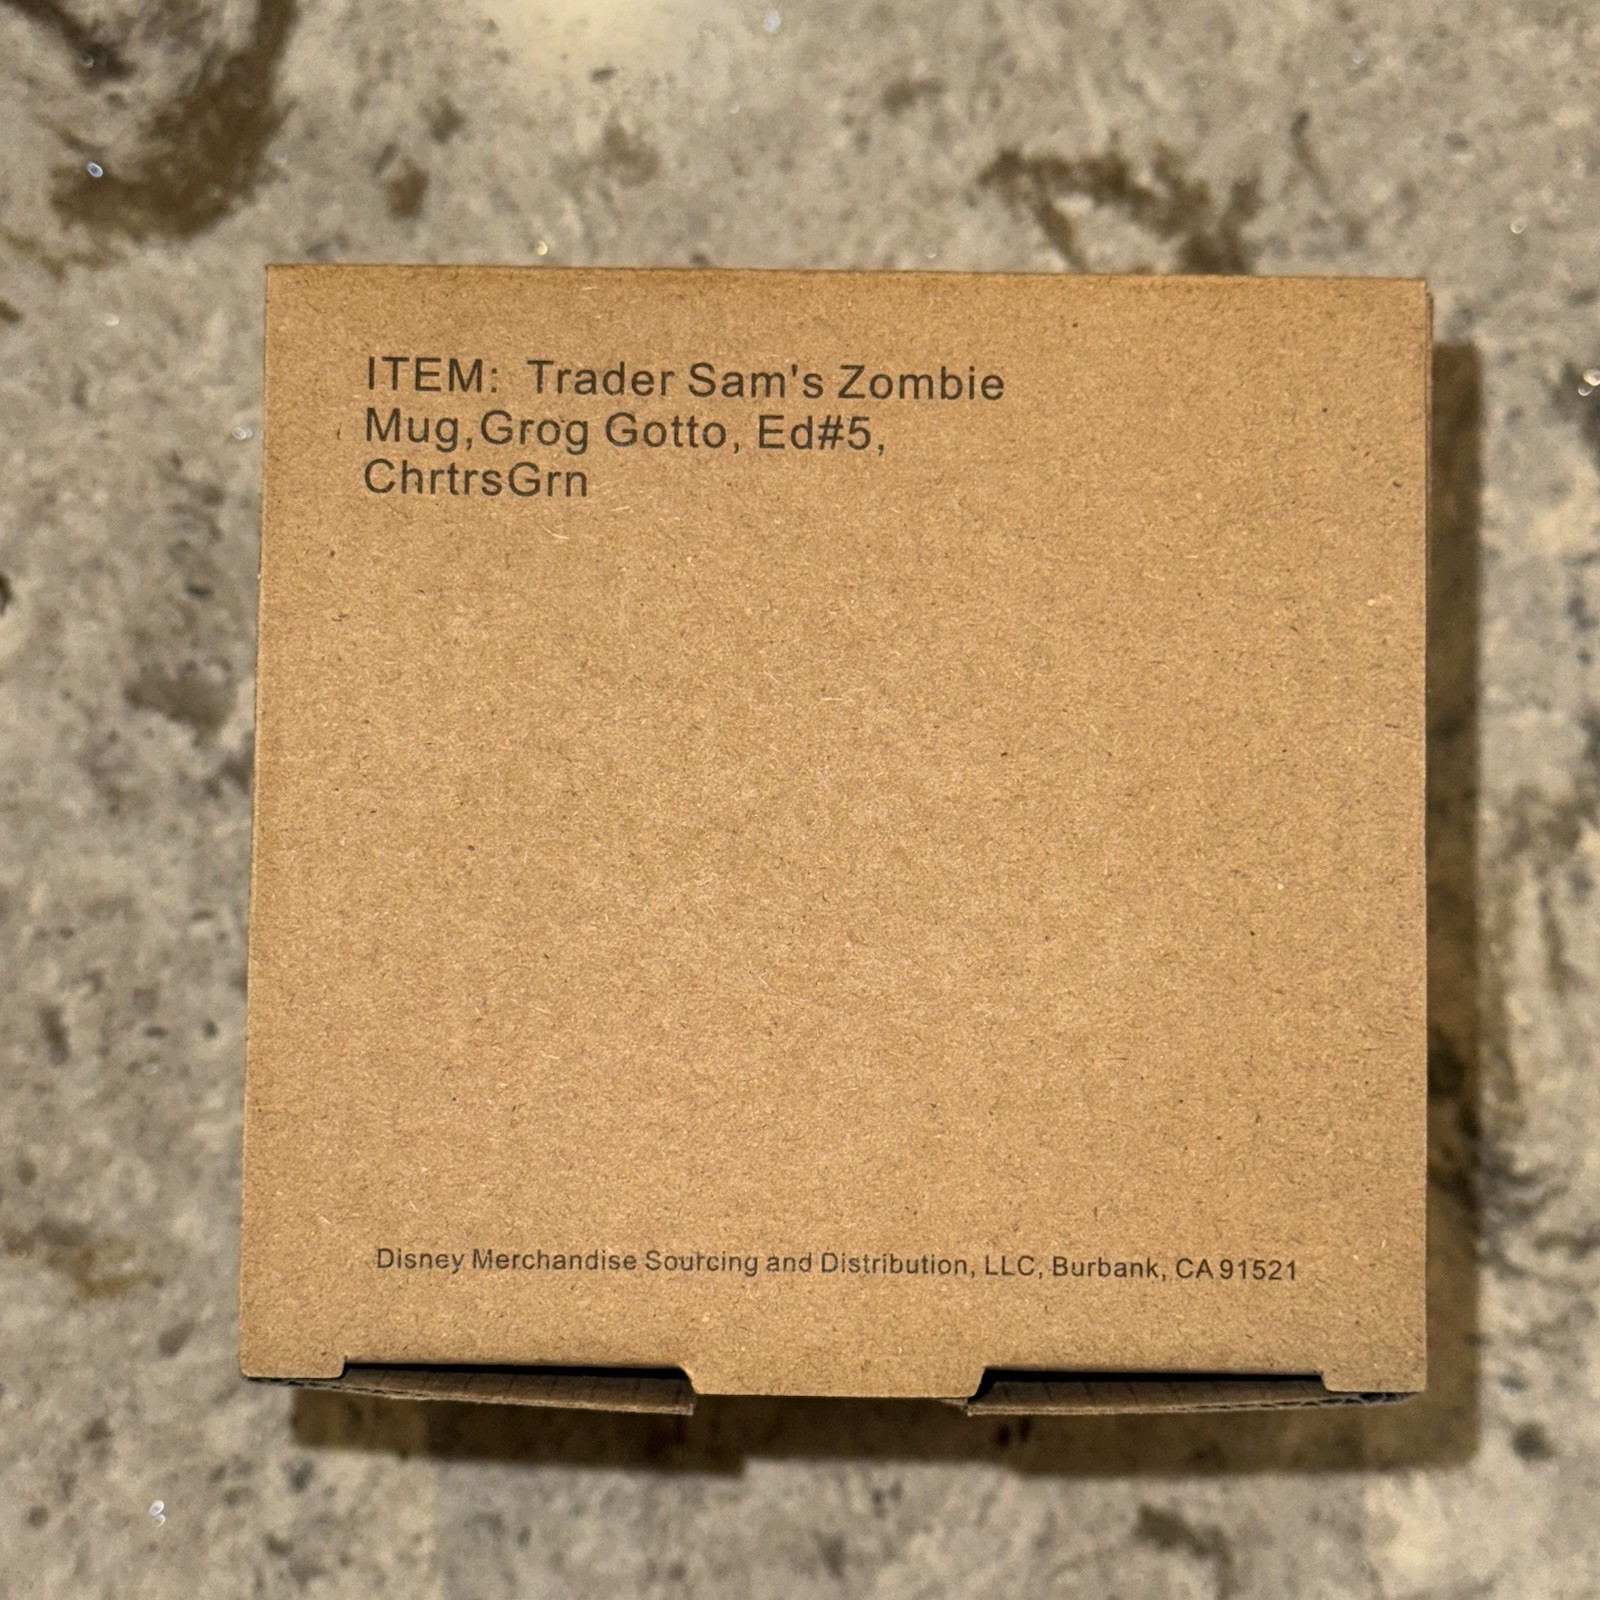 ITEM: Trader Sam's Zombie
Mug,Grog Gotto, Ed#5,
ChrtrsGrn
Disney Merchandise Sourcing and Distribution, LLC, Burbank, CA 91521